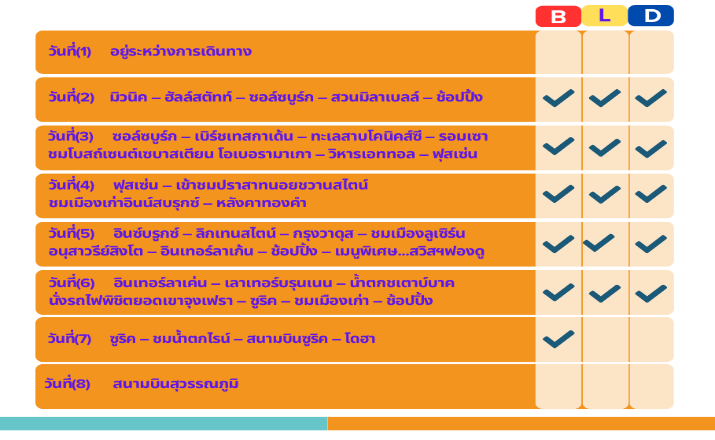 B L D
วันที่(1) อยู่ระหว่างการเดินทาง
วันที่(2) มิวนิค – ฮัลล์สตัทท์ – ซอล์ซบูร์ก – สวนมิลาเบลล์ – ช้อปปิ้ง
วันที่(3) ซอล์ซบูร์ก – เบิร์ชเทสกาเด้น – ทะเลสาบโคนิคส์ซี – รอมเซา
ชมโบสถ์เซนต์เซบาสเตียน โอเบอรามาเกา – วิหารเอททอล – ฟุสเซ่น
วันที่(4) ฟุสเซ่น – เข้าชมปราสาทนอยชวานสไตน์
ชมเมืองเก่าอินน์สบรุกซ์ – หลังคาทองคำ
วันที่(5) อินซ์บรูกซ์ – ลิกเทนสไตน์ – กรุงวาดุส – ชมเมืองลูเซิร์น
อนุสาวรีย์สิงโต – อินเทอร์ลาเก้น – ช้อปปิ้ง – เมนูพิเศษ...สวิสฯฟองดู
วันที่(6) อินเทอร์ลาเค่น – เลาเทอร์บรุนเนน – น้ำตกชเตาบ์บาค
นั่งรถไฟพิชิตยอดเขาจุงเฟรา – ซูริค – ชมเมืองเก่า – ช้อปปิ้ง
วันที่(7) ซูริค – ชมน้ำตกไรน์ – สนามบินซูริค – โดฮา
วันที่(8) สนามบินสุวรรณภูมิ